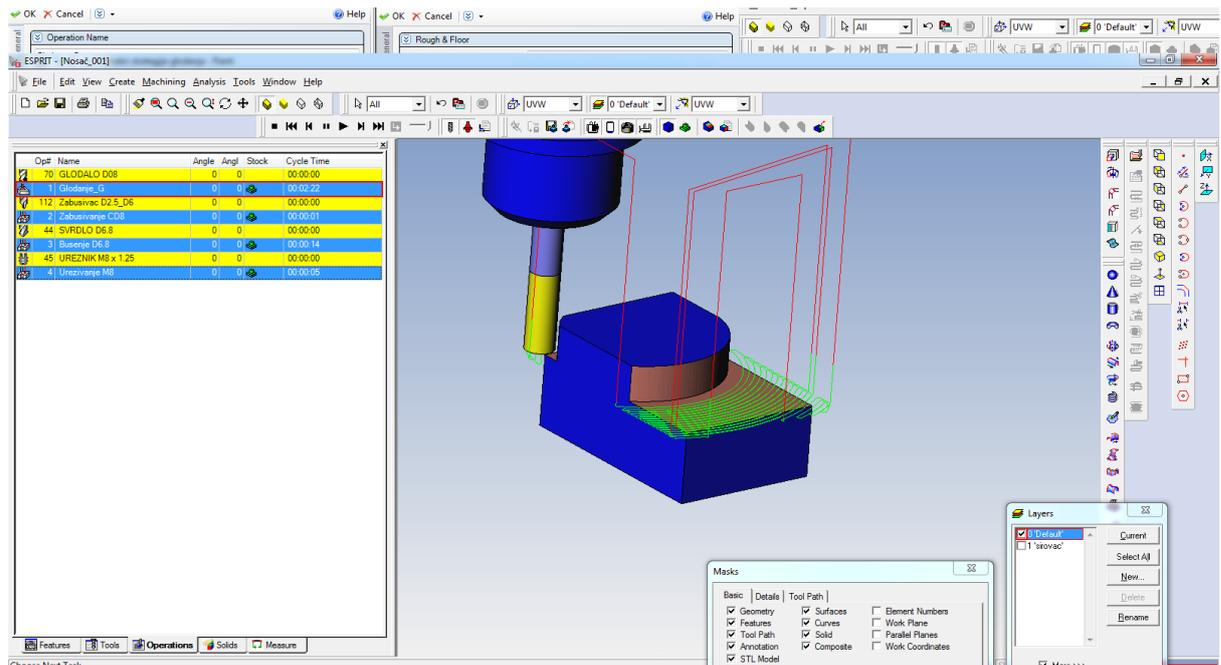 OK Cancel Help OK Cancel Help All UVW 0 'Default' UVW
Operation Name
Rough & Floor
ESPRIT - [Nosač_001]
File Edit View Create Machining Analysis Tools Window Help
All UVW 0 'Default' UVW
Op# Name Angle Angl Stock Cycle Time
70 GLODALO D08 0 0 00:00:00
1 Glodanje_G 0 0 00:02:22
112 Zabusivac D2.5_D6 0 0 00:00:00
2 Zabusivanje CD8 0 0 00:00:01
44 SVRDLO D6.8 0 0 00:00:00
3 Busenje D6.8 0 0 00:00:14
45 UREZNIK M8 x 1.25 0 0 00:00:00
4 Urezivanje M8 0 0 00:00:05
Layers
0 'Default'
1 'sirovac'
Current
Select All
New...
Delete
Rename
More >>>
Masks
Basic Details Tool Path
Geometry Surfaces Element Numbers
Features Curves Work Plane
Tool Path Solid Parallel Planes
Annotation Composite Work Coordinates
STL Model
Features Tools Operations Solids Measure
Choose Next Task